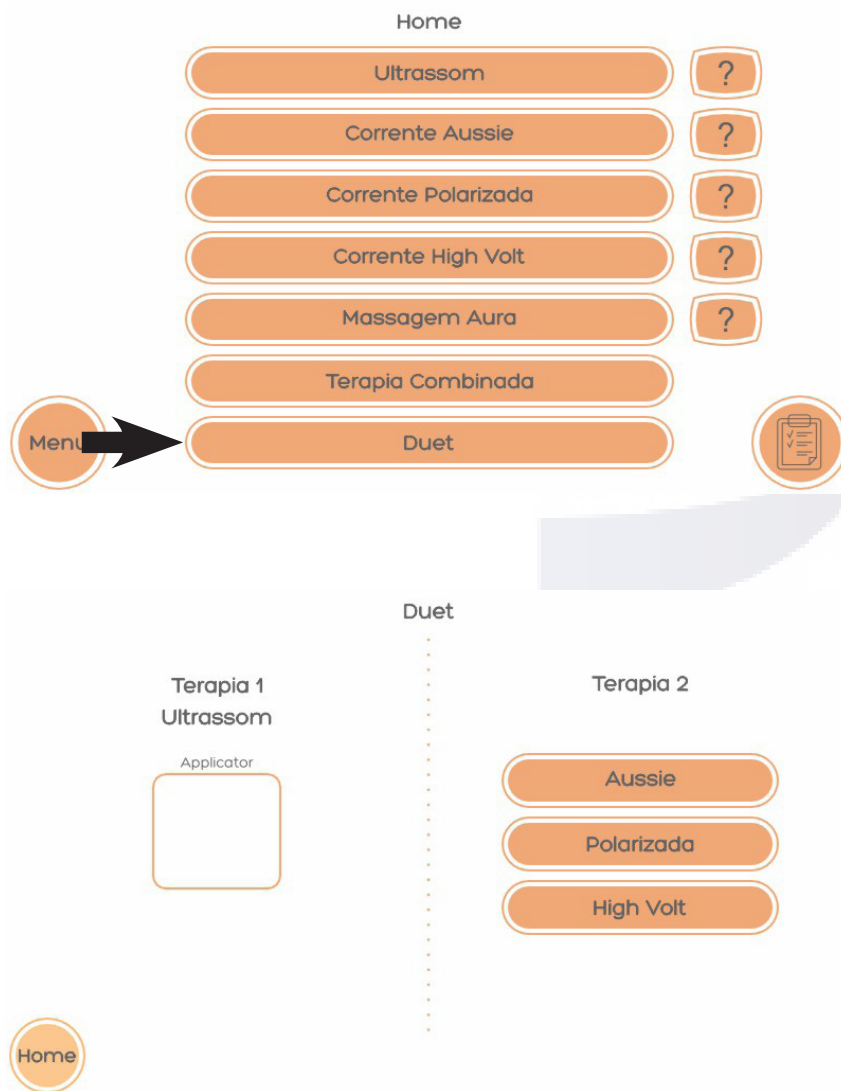 Home
Ultrassom ?
Corrente Aussie ?
Corrente Polarizada ?
Corrente High Volt ?
Massagem Aura ?
Terapia Combinada
Menu Duet
Duet
Terapia 1
Ultrassom
Applicator
Terapia 2
Aussie
Polarizada
High Volt
Home